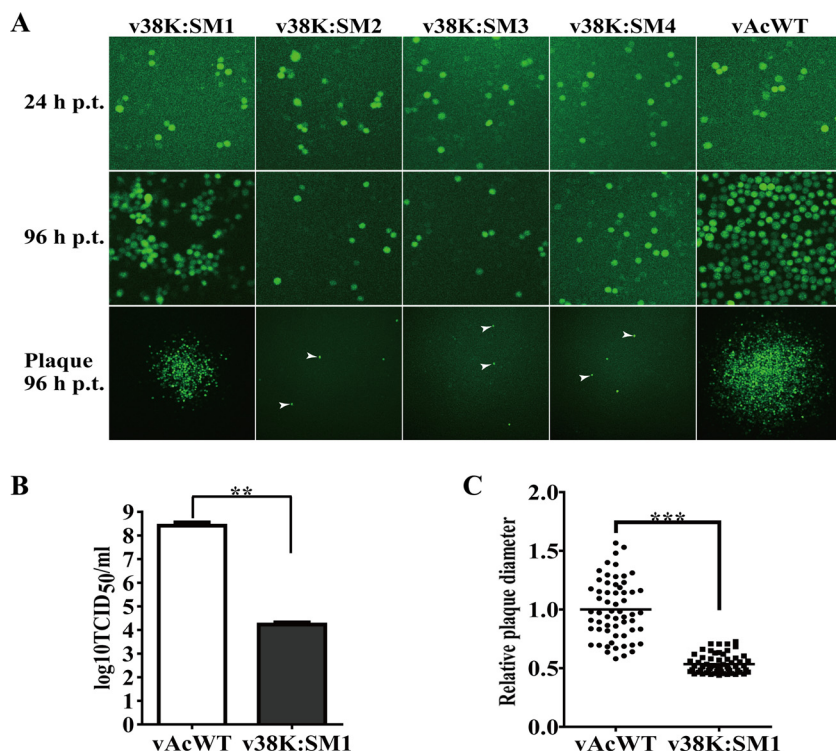 A
v38K:SM1 v38K:SM2 v38K:SM3 v38K:SM4 vAcWT
24 h p.t.
96 h p.t.
Plaque
96 h p.t.
B
**
log10TCID50/ml
9
8
7
6
5
4
3
2
1
0
vAcWT v38K:SM1
C
***
Relative plaque diameter
2.0
1.5
1.0
0.5
0.0
vAcWT v38K:SM1